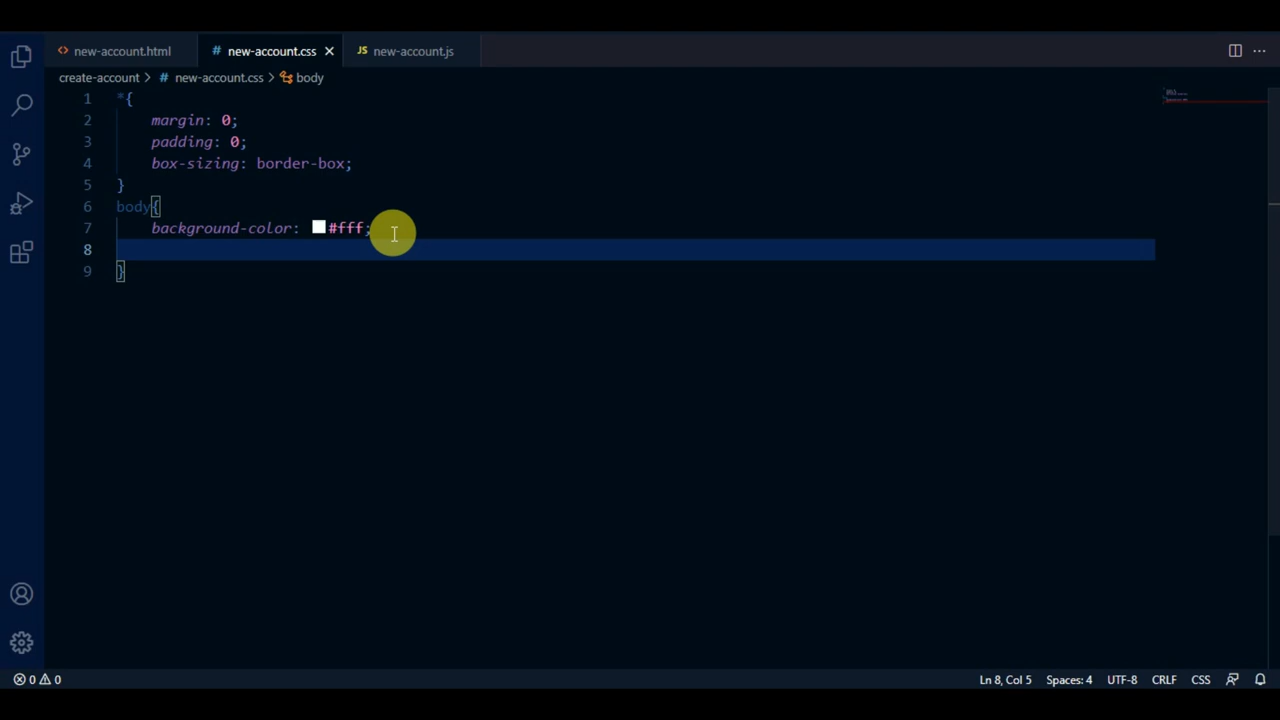 new-account.html
# new-account.css
JS new-account.js
create-account > # new-account.css > body
1 *{
2 margin: 0;
3 padding: 0;
4 box-sizing: border-box;
5 }
6 body{
7 background-color: #fff;
8
9 }
0 0
Ln 8, Col 5 Spaces: 4 UTF-8 CRLF CSS